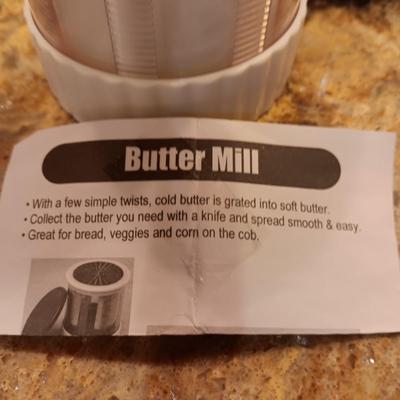 Butter Mill
• With a few simple twists, cold butter is grated into soft butter.
• Collect the butter you need with a knife and spread smooth & easy.
• Great for bread, veggies and corn on the cob.